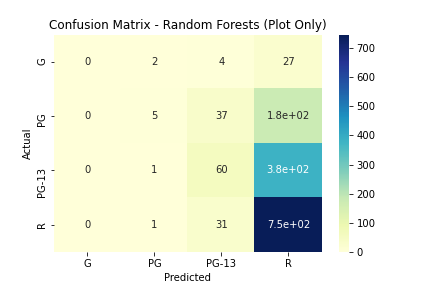 Confusion Matrix - Random Forests (Plot Only)
G 0 2 4 27
PG 0 5 37 1.8e+02
PG-13 0 1 60 3.8e+02
R 0 1 31 7.5e+02
G PG PG-13 R
Predicted
Actual
700
600
500
400
300
200
100
0